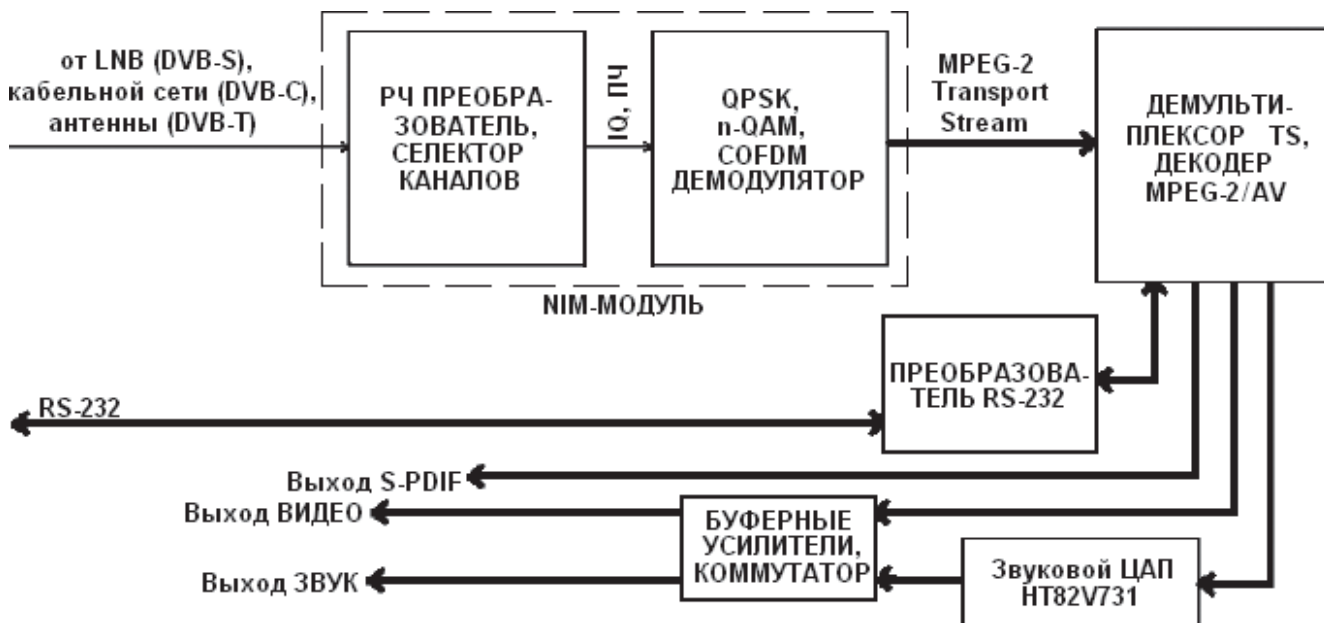 от LNB (DVB-S),
кабельной сети (DVB-C),
антенны (DVB-T)
РЧ ПРЕОБРА-
ЗОВАТЕЛЬ,
СЕЛЕКТОР
КАНАЛОВ
IQ, ПЧ
QPSK,
n-QAM,
COFDM
ДЕМОДУЛЯТОР
MPEG-2
Transport
Stream
ДЕМУЛЬТИ-
ПЛЕКСОР TS,
ДЕКОДЕР
MPEG-2/AV
NIM-МОДУЛЬ
ПРЕОБРАЗОВА-
ТЕЛЬ RS-232
RS-232
Выход S-PDIF
Выход ВИДЕО
БУФЕРНЫЕ
УСИЛИТЕЛИ,
КОММУТАТОР
Выход ЗВУК
Звуковой ЦАП
HT82V731